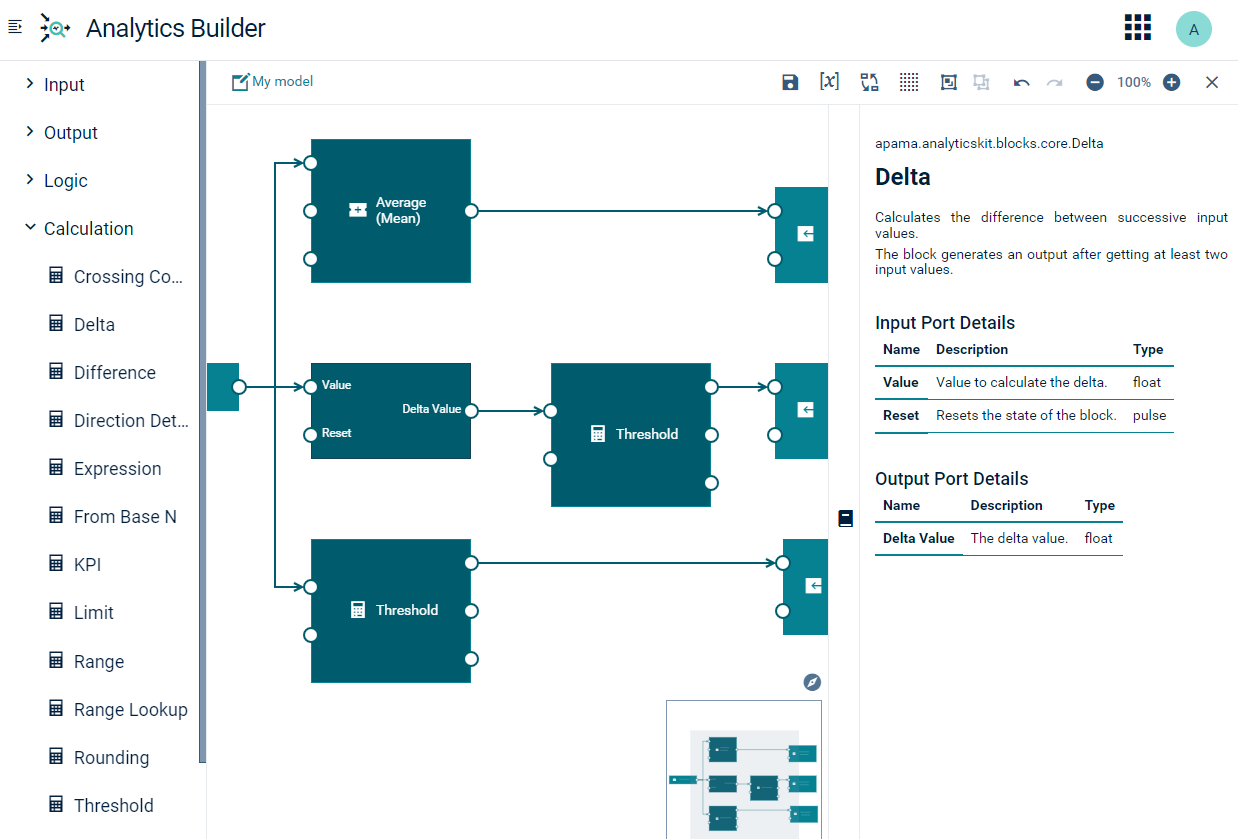 Analytics Builder
A
Input
Output
Logic
Calculation
Crossing Co...
Delta
Difference
Direction Det...
Expression
From Base N
KPI
Limit
Range
Range Lookup
Rounding
Threshold
My model
[x]
100%
Average
(Mean)
Value
Delta Value
Reset
Threshold
Threshold
apama.analyticskit.blocks.core.Delta
Delta
Calculates the difference between successive input
values.
The block generates an output after getting at least two
input values.
Input Port Details
Name Description Type
Value Value to calculate the delta. float
Reset Resets the state of the block. pulse
Output Port Details
Name Description Type
Delta Value The delta value. float